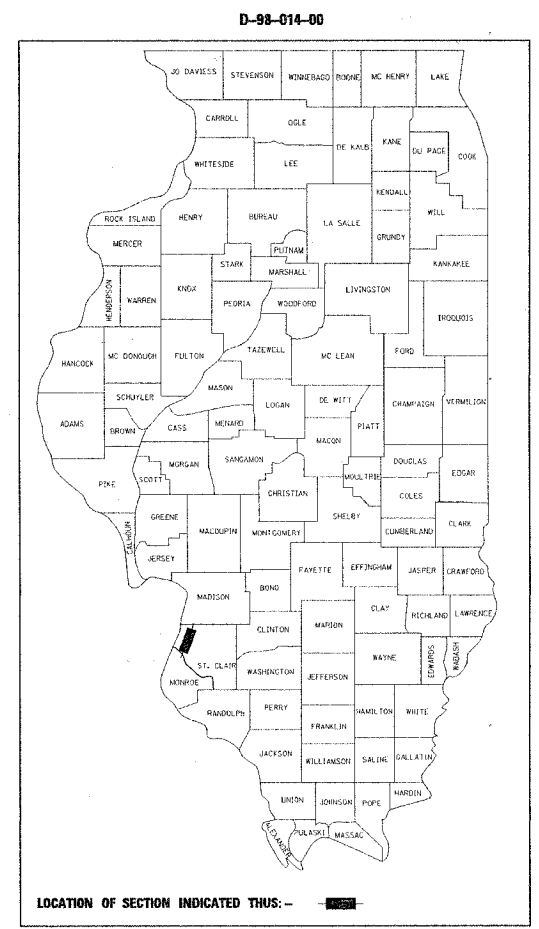 D-98-014-00
JO DAVIESS STEVENSON WINNEBAGO BOONE MC HENRY LAKE
CARROLL OGLE
DE KALB KANE DU PAGE COOK
WHITESIDE LEE
KENDALL
ROCK ISLAND HENRY BUREAU LA SALLE WILL
MERCER PUTNAM GRUNDY
STARK MARSHALL KANKAKEE
HENDERSON WARREN KNOX PEORIA WOODFORD LIVINGSTON IROQUOIS
HANCOCK MC DONOUGH FULTON TAZEWELL MC LEAN FORD
MASON
SCHUYLER LOGAN DE WITT CHAMPAIGN VERMILION
ADAMS BROWN CASS MENARD MACON PIATT
MORGAN SANGAMON DOUGLAS EDGAR
PIKE SCOTT CHRISTIAN MOULTRIE COLES
GREENE MACOUPIN MONTGOMERY SHELBY CUMBERLAND CLARK
CALHOUN JERSEY FAYETTE EFFINGHAM JASPER CRAWFORD
MADISON BOND CLAY RICHLAND LAWRENCE
CLINTON MARION
ST. CLAIR WASHINGTON WAYNE EDWARDS WABASH
MONROE JEFFERSON
RANDOLPH PERRY HAMILTON WHITE
FRANKLIN
JACKSON WILLIAMSON SALINE GALLATIN
UNION JOHNSON POPE HARDIN
ALEXANDER PULASKI MASSAC
LOCATION OF SECTION INDICATED THUS: -